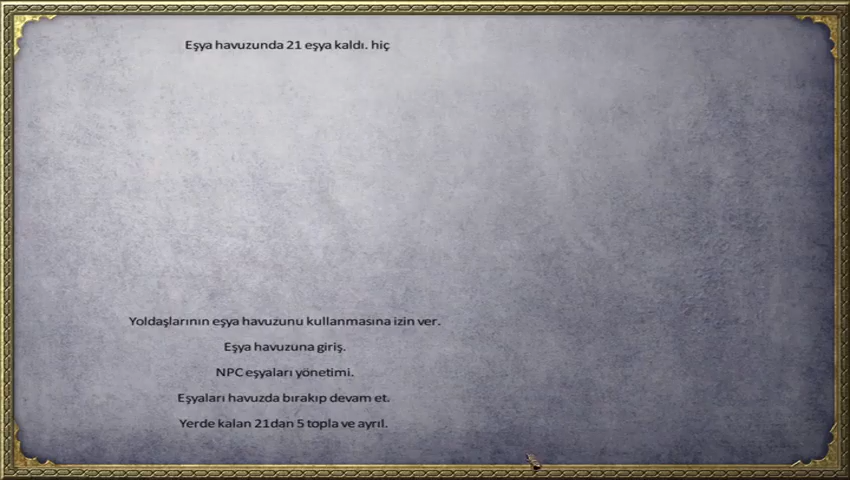 Eşya havuzunda 21 eşya kaldı. hiç
Yoldaşlarının eşya havuzunu kullanmasına izin ver.
Eşya havuzuna giriş.
NPC eşyaları yönetimi.
Eşyaları havuzda bırakıp devam et.
Yerde kalan 21dan 5 topla ve ayrıl.